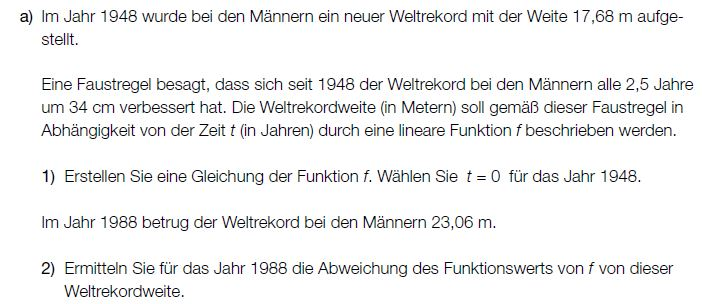 a) Im Jahr 1948 wurde bei den Männern ein neuer Weltrekord mit der Weite 17,68 m aufge-
stellt.
Eine Faustregel besagt, dass sich seit 1948 der Weltrekord bei den Männern alle 2,5 Jahre
um 34 cm verbessert hat. Die Weltrekordweite (in Metern) soll gemäß dieser Faustregel in
Abhängigkeit von der Zeit t (in Jahren) durch eine lineare Funktion f beschrieben werden.
1) Erstellen Sie eine Gleichung der Funktion f. Wählen Sie t = 0 für das Jahr 1948.
Im Jahr 1988 betrug der Weltrekord bei den Männern 23,06 m.
2) Ermitteln Sie für das Jahr 1988 die Abweichung des Funktionswerts von f von dieser
Weltrekordweite.